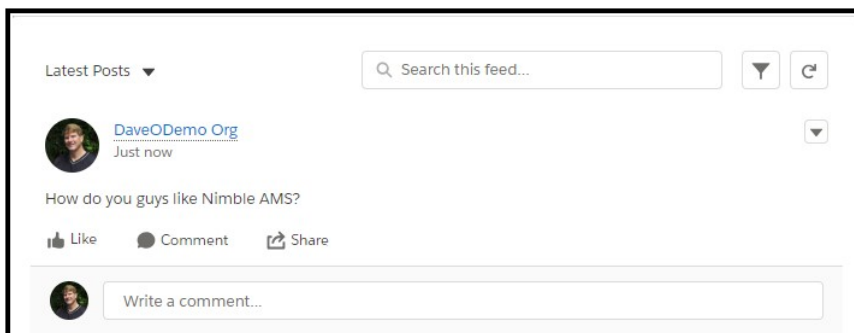 Latest Posts
Search this feed...
DaveODemo Org
Just now
How do you guys like Nimble AMS?
Like Comment Share
Write a comment...